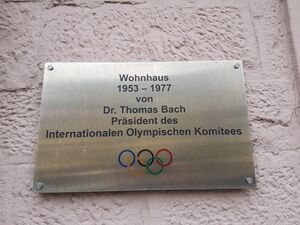 Wohnhaus
1953 – 1977
von
Dr. Thomas Bach
Präsident des
Internationalen Olympischen Komitees